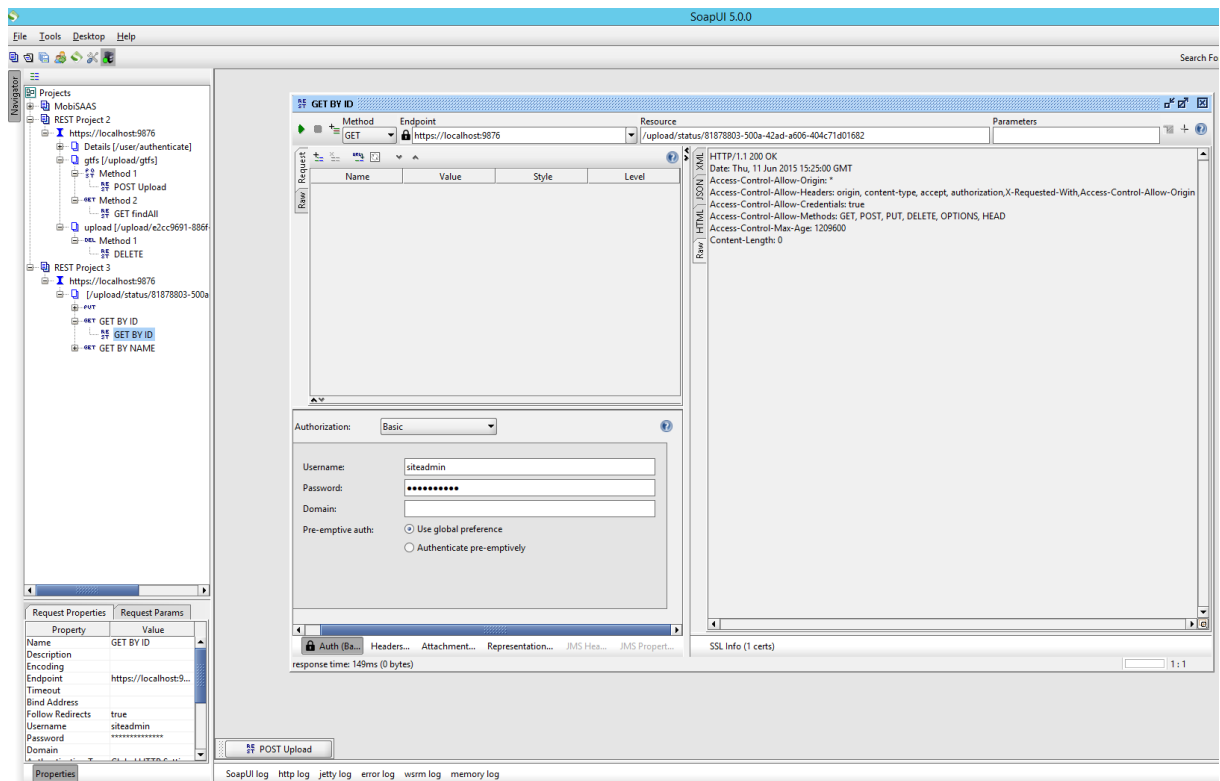 SoapUI 5.0.0
File Tools Desktop Help
Search Fo
Navigator
Projects
MobiSAAS
REST Project 2
https://localhost:9876
Details [/user/authenticate]
gtfs [/upload/gtfs]
Method 1
POST Upload
GET Method 2
GET findAll
upload [/upload/e2cc9691-886f
DEL Method 1
DELETE
REST Project 3
https://localhost:9876
[/upload/status/81878803-500a
PUT
GET GET BY ID
GET BY ID
GET GET BY NAME
Request Properties Request Params
Property Value
Name GET BY ID
Description
Encoding
Endpoint https://localhost:9...
Timeout
Bind Address
Follow Redirects true
Username siteadmin
Password **************
Domain
Properties
GET BY ID
Method Endpoint Resource Parameters
GET https://localhost:9876 /upload/status/81878803-500a-42ad-a606-404c71d01682
Request
Raw
Name Value Style Level
Authorization: Basic
Username: siteadmin
Password: ••••••••••
Domain:
Pre-emptive auth: Use global preference
Authenticate pre-emptively
Auth (Ba... Headers... Attachment... Representation... JMS Hea... JMS Propert...
response time: 149ms (0 bytes)
XML
JSON
HTML
Raw
HTTP/1.1 200 OK
Date: Thu, 11 Jun 2015 15:25:00 GMT
Access-Control-Allow-Origin: *
Access-Control-Allow-Headers: origin, content-type, accept, authorization,X-Requested-With,Access-Control-Allow-Origin
Access-Control-Allow-Credentials: true
Access-Control-Allow-Methods: GET, POST, PUT, DELETE, OPTIONS, HEAD
Access-Control-Max-Age: 1209600
Content-Length: 0
SSL Info (1 certs)
1 : 1
POST Upload
SoapUI log http log jetty log error log wsrm log memory log